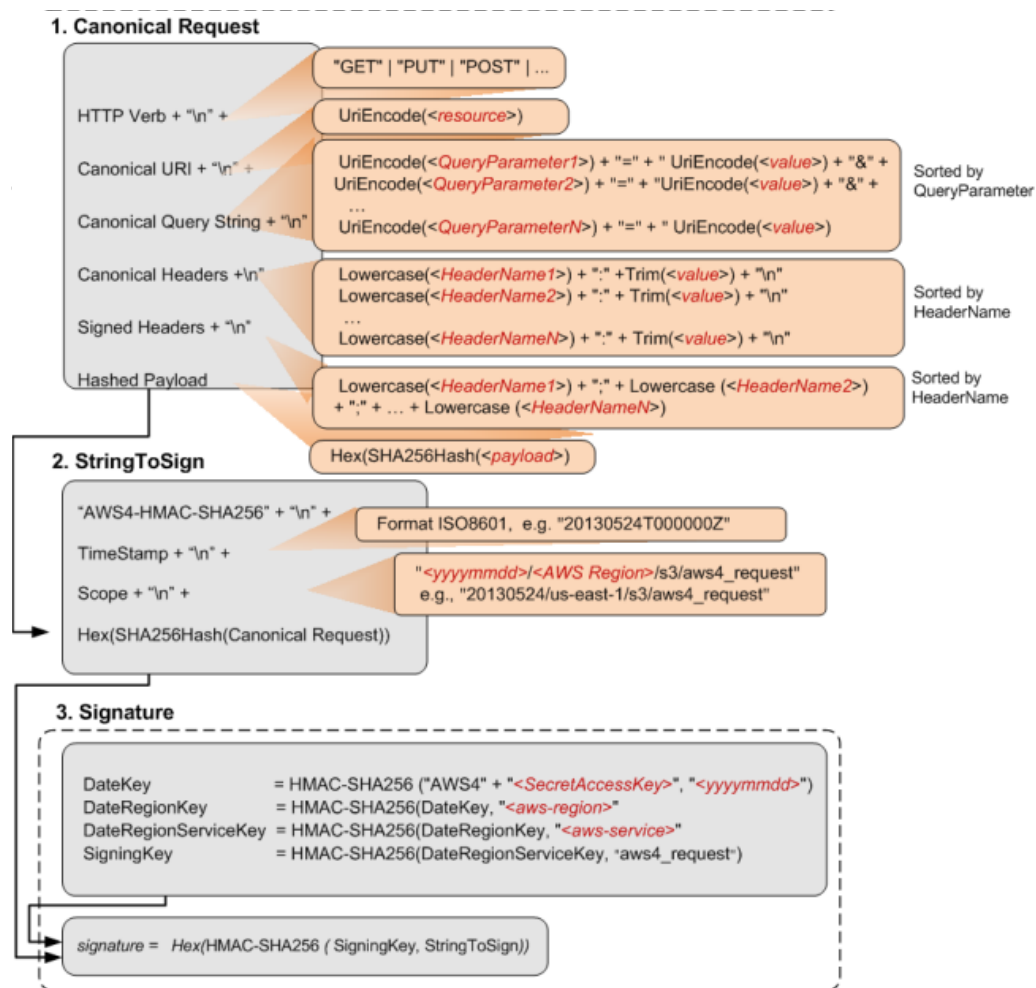 1. Canonical Request
"GET" | "PUT" | "POST" | ...
HTTP Verb + “\n” +
UriEncode(<resource>)
Canonical URI + “\n” +
UriEncode(<QueryParameter1>) + "=" + " UriEncode(<value>) + "&" +
UriEncode(<QueryParameter2>) + "=" + "UriEncode(<value>) + "&" +
…
UriEncode(<QueryParameterN>) + "=" + " UriEncode(<value>)
Sorted by
QueryParameter
Canonical Query String + “\n”
Canonical Headers +\n”
Lowercase(<HeaderName1>) + ":" +Trim(<value>) + "\n"
Lowercase(<HeaderName2>) + ":" + Trim(<value>) + "\n"
…
Lowercase(<HeaderNameN>) + ":" + Trim(<value>) + "\n"
Sorted by
HeaderName
Signed Headers + “\n”
Lowercase(<HeaderName1>) + ";" + Lowercase (<HeaderName2>)
+ ";" + … + Lowercase (<HeaderNameN>)
Sorted by
HeaderName
Hashed Payload
Hex(SHA256Hash(<payload>)
2. StringToSign
“AWS4-HMAC-SHA256” + “\n” +
Format ISO8601, e.g. "20130524T000000Z"
TimeStamp + “\n” +
"<yyyymmdd>/<AWS Region>/s3/aws4_request"
e.g., "20130524/us-east-1/s3/aws4_request"
Scope + “\n” +
Hex(SHA256Hash(Canonical Request))
3. Signature
DateKey = HMAC-SHA256 ("AWS4" + "<SecretAccessKey>", "<yyyymmdd>")
DateRegionKey = HMAC-SHA256(DateKey, "<aws-region>"
DateRegionServiceKey = HMAC-SHA256(DateRegionKey, "<aws-service>"
SigningKey = HMAC-SHA256(DateRegionServiceKey, "aws4_request")
signature = Hex(HMAC-SHA256 ( SigningKey, StringToSign))